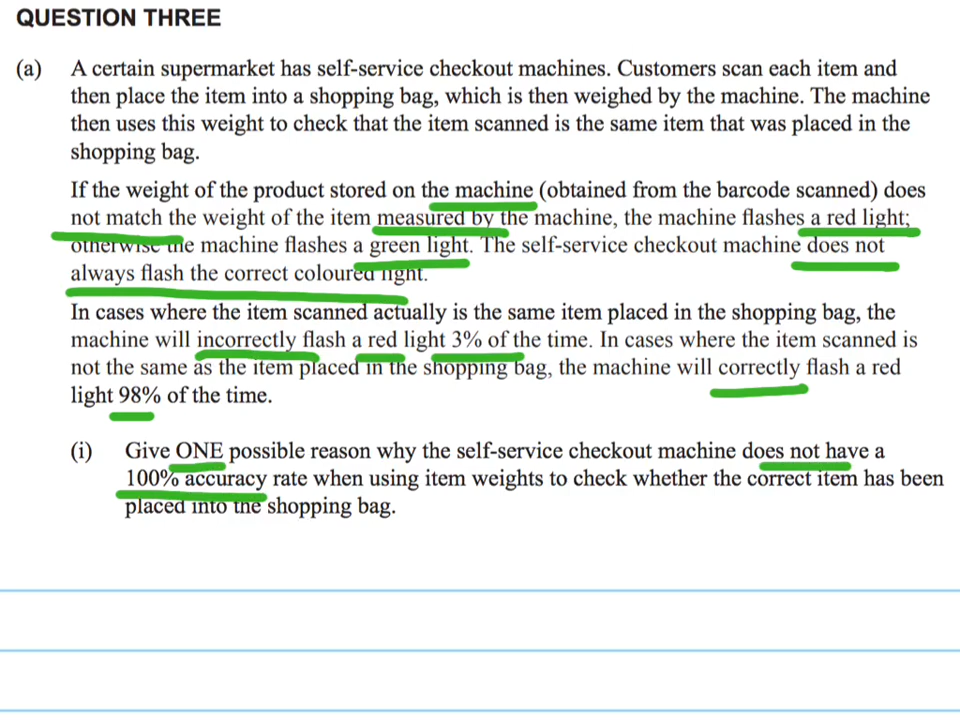 QUESTION THREE
(a) A certain supermarket has self-service checkout machines. Customers scan each item and
then place the item into a shopping bag, which is then weighed by the machine. The machine
then uses this weight to check that the item scanned is the same item that was placed in the
shopping bag.
If the weight of the product stored on the machine (obtained from the barcode scanned) does
not match the weight of the item measured by the machine, the machine flashes a red light;
otherwise the machine flashes a green light. The self-service checkout machine does not
always flash the correct coloured light.
In cases where the item scanned actually is the same item placed in the shopping bag, the
machine will incorrectly flash a red light 3% of the time. In cases where the item scanned is
not the same as the item placed in the shopping bag, the machine will correctly flash a red
light 98% of the time.
(i) Give ONE possible reason why the self-service checkout machine does not have a
100% accuracy rate when using item weights to check whether the correct item has been
placed into the shopping bag.